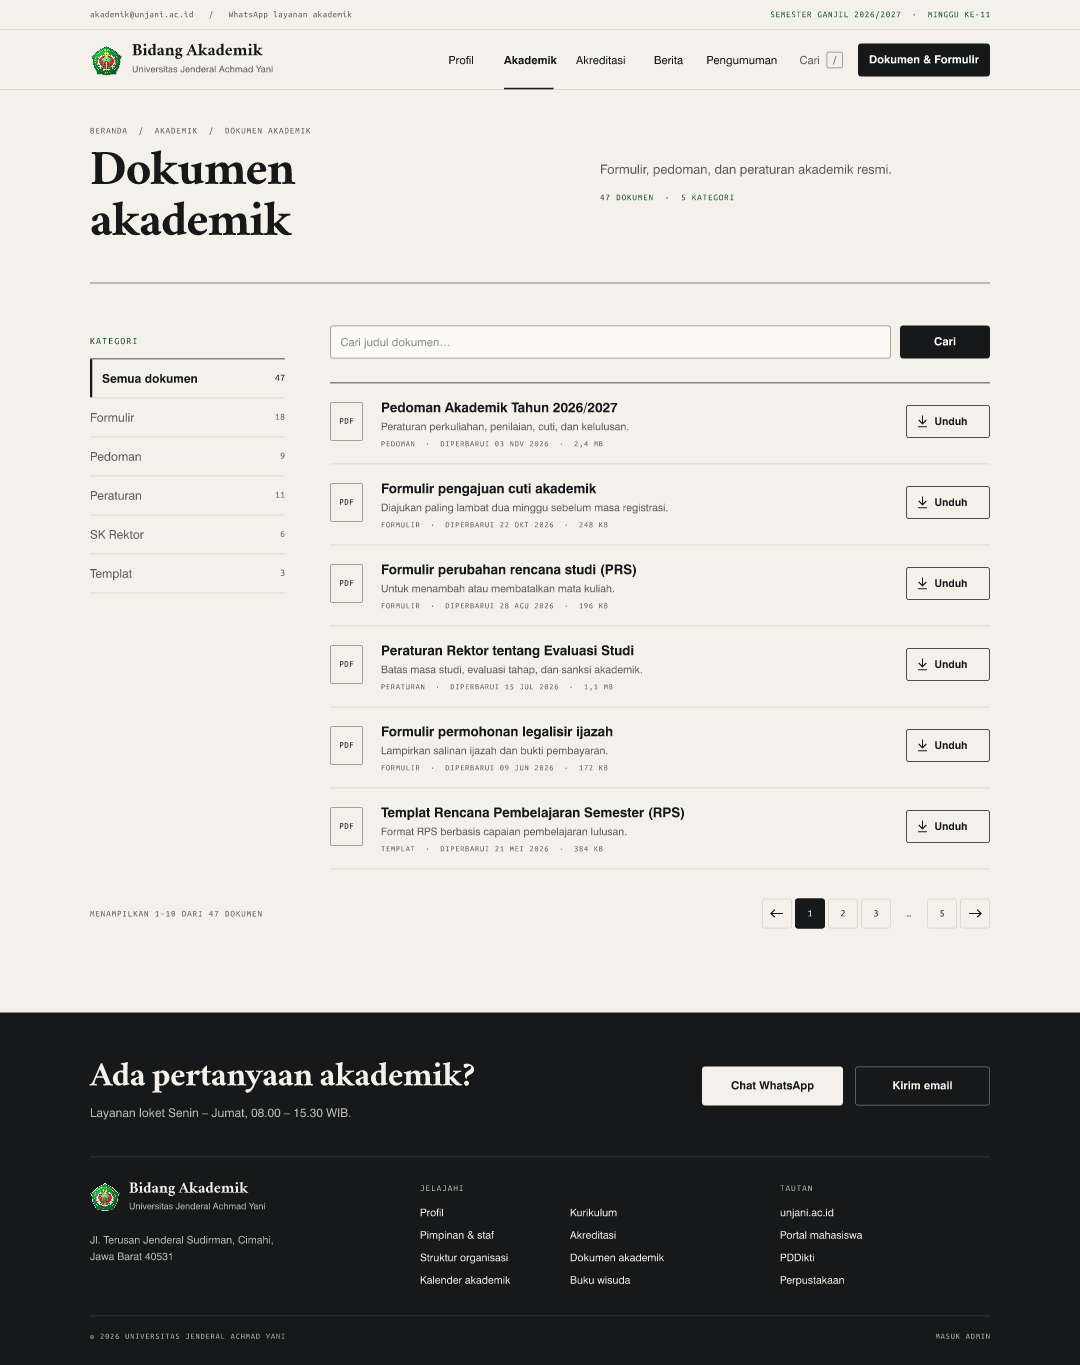 akademik@unjani.ac.id / WhatsApp layanan akademik
SEMESTER GANJIL 2026/2027 · MINGGU KE-11
Bidang Akademik
Universitas Jenderal Achmad Yani
Profil Akademik Akreditasi Berita Pengumuman Cari / Dokumen & Formulir
BERANDA / AKADEMIK / DOKUMEN AKADEMIK
Dokumen
akademik
Formulir, pedoman, dan peraturan akademik resmi.
47 DOKUMEN · 5 KATEGORI
KATEGORI
Semua dokumen 47
Formulir 18
Pedoman 9
Peraturan 11
SK Rektor 6
Templat 3
Cari judul dokumen…
Cari
PDF
Pedoman Akademik Tahun 2026/2027
Peraturan perkuliahan, penilaian, cuti, dan kelulusan.
PEDOMAN · DIPERBARUI 03 NOV 2026 · 2,4 MB
Unduh
PDF
Formulir pengajuan cuti akademik
Diajukan paling lambat dua minggu sebelum masa registrasi.
FORMULIR · DIPERBARUI 22 OKT 2026 · 248 KB
Unduh
PDF
Formulir perubahan rencana studi (PRS)
Untuk menambah atau membatalkan mata kuliah.
FORMULIR · DIPERBARUI 28 AGU 2026 · 196 KB
Unduh
PDF
Peraturan Rektor tentang Evaluasi Studi
Batas masa studi, evaluasi tahap, dan sanksi akademik.
PERATURAN · DIPERBARUI 15 JUL 2026 · 1,1 MB
Unduh
PDF
Formulir permohonan legalisir ijazah
Lampirkan salinan ijazah dan bukti pembayaran.
FORMULIR · DIPERBARUI 09 JUN 2026 · 172 KB
Unduh
PDF
Templat Rencana Pembelajaran Semester (RPS)
Format RPS berbasis capaian pembelajaran lulusan.
TEMPLAT · DIPERBARUI 21 MEI 2026 · 384 KB
Unduh
MENAMPILKAN 1-10 DARI 47 DOKUMEN
← 1 2 3 … 5 →
Ada pertanyaan akademik?
Layanan loket Senin – Jumat, 08.00 – 15.30 WIB.
Chat WhatsApp
Kirim email
Bidang Akademik
Universitas Jenderal Achmad Yani
Jl. Terusan Jenderal Sudirman, Cimahi,
Jawa Barat 40531
JELAJAHI
Profil
Pimpinan & staf
Struktur organisasi
Kalender akademik
Kurikulum
Akreditasi
Dokumen akademik
Buku wisuda
TAUTAN
unjani.ac.id
Portal mahasiswa
PDDikti
Perpustakaan
© 2026 UNIVERSITAS JENDERAL ACHMAD YANI
MASUK ADMIN